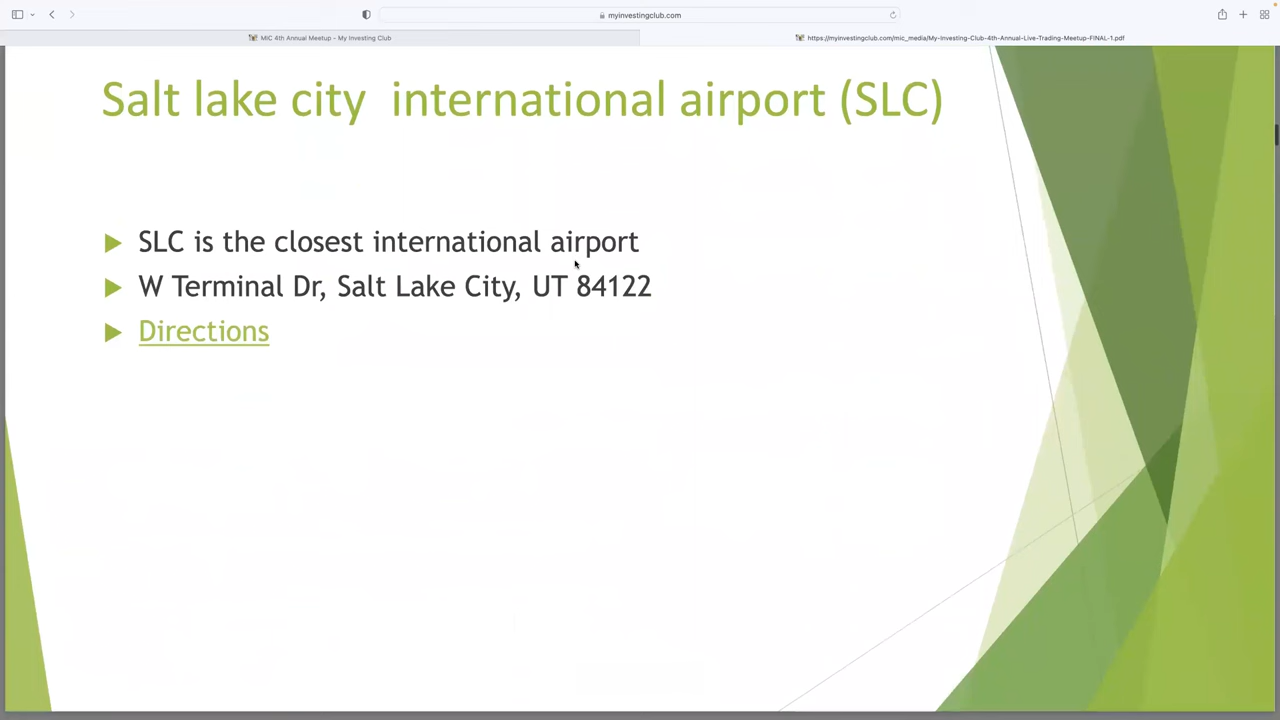 myinvestingclub.com
MIC 4th Annual Meetup - My Investing Club
https://myinvestingclub.com/mic_media/My-Investing-Club-4th-Annual-Live-Trading-Meetup-FINAL-1.pdf
Salt lake city international airport (SLC)
SLC is the closest international airport
W Terminal Dr, Salt Lake City, UT 84122
Directions